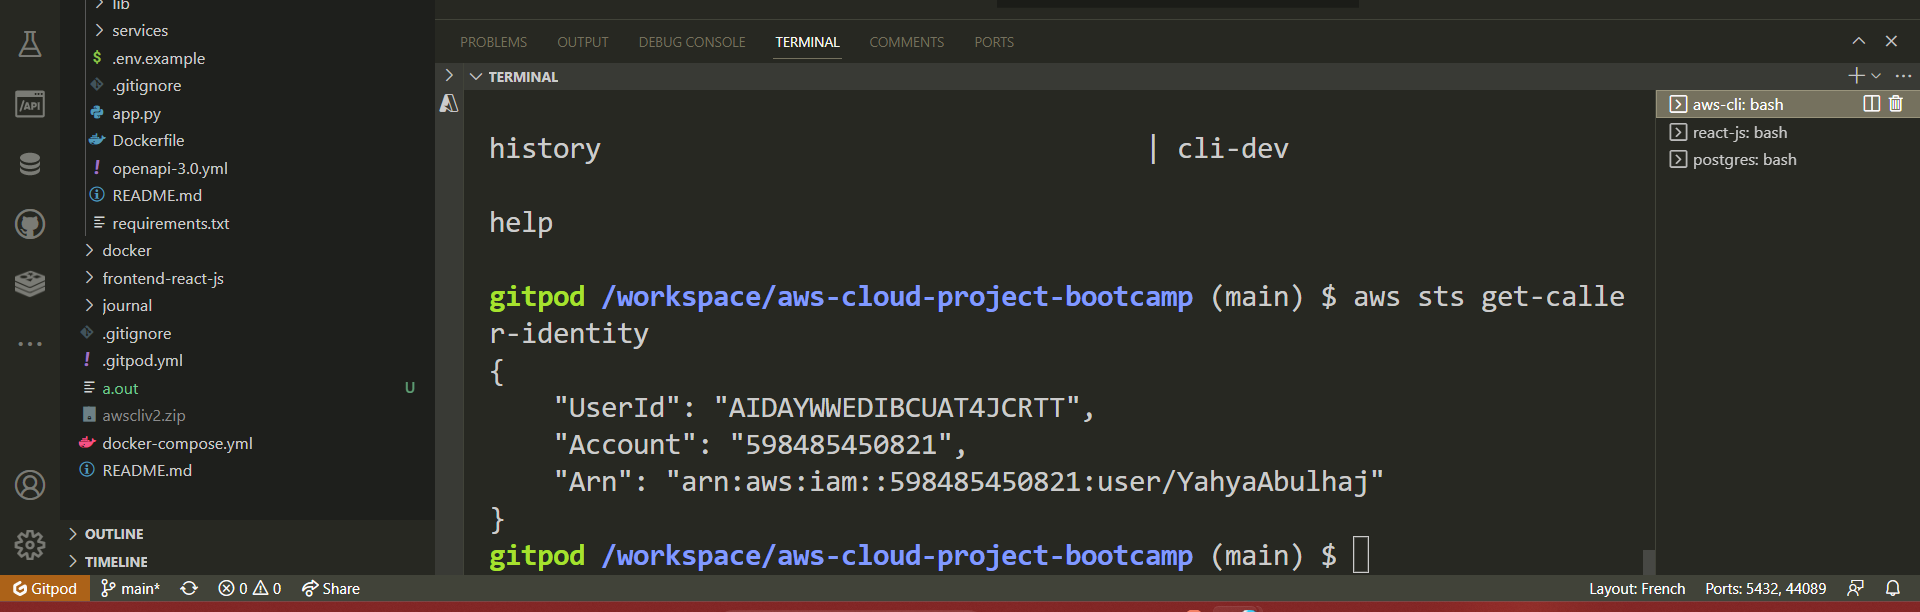 lib
services
$ .env.example
.gitignore
app.py
Dockerfile
! openapi-3.0.yml
README.md
requirements.txt
docker
frontend-react-js
journal
.gitignore
! .gitpod.yml
a.out U
awscliv2.zip
docker-compose.yml
README.md
OUTLINE
TIMELINE
/API
PROBLEMS OUTPUT DEBUG CONSOLE TERMINAL COMMENTS PORTS
TERMINAL
history | cli-dev
help
gitpod /workspace/aws-cloud-project-bootcamp (main) $ aws sts get-calle
r-identity
{
"UserId": "AIDAYWWEDIBCUAT4JCRTT",
"Account": "598485450821",
"Arn": "arn:aws:iam::598485450821:user/YahyaAbulhaj"
}
gitpod /workspace/aws-cloud-project-bootcamp (main) $
aws-cli: bash
react-js: bash
postgres: bash
Gitpod main* 0 0 Share Layout: French Ports: 5432, 44089